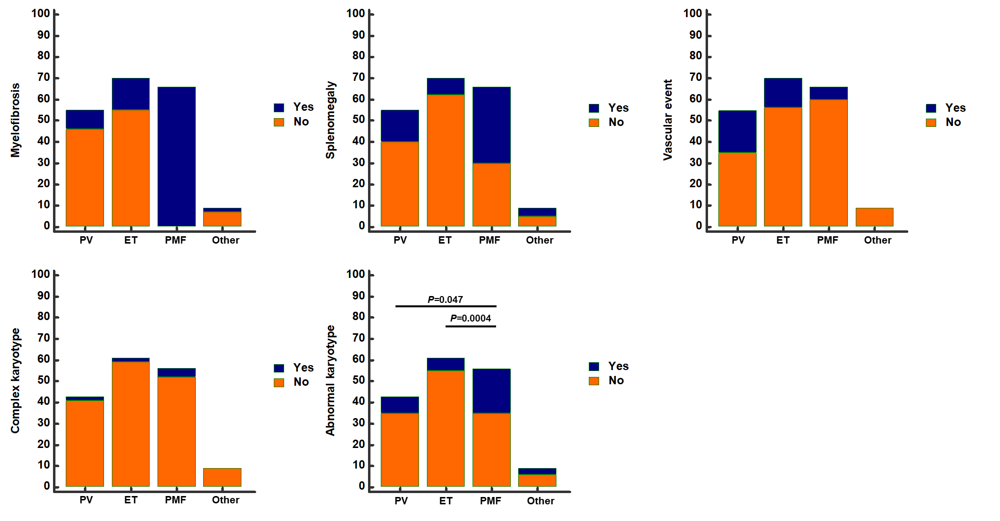 Myelofibrosis
100
90
80
70
60
50
40
30
20
10
0
PV ET PMF Other
Yes
No
Splenomegaly
100
90
80
70
60
50
40
30
20
10
0
PV ET PMF Other
Yes
No
Vascular event
100
90
80
70
60
50
40
30
20
10
0
PV ET PMF Other
Yes
No
Complex karyotype
100
90
80
70
60
50
40
30
20
10
0
PV ET PMF Other
Yes
No
Abnormal karyotype
100
90
80
70
60
50
40
30
20
10
0
P=0.047
P=0.0004
PV ET PMF Other
Yes
No